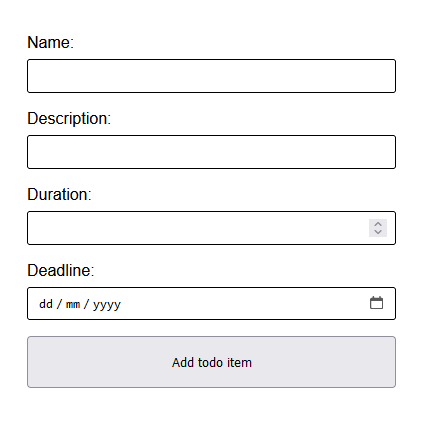 Name:
Description:
Duration:
Deadline:
dd / mm / yyyy
Add todo item